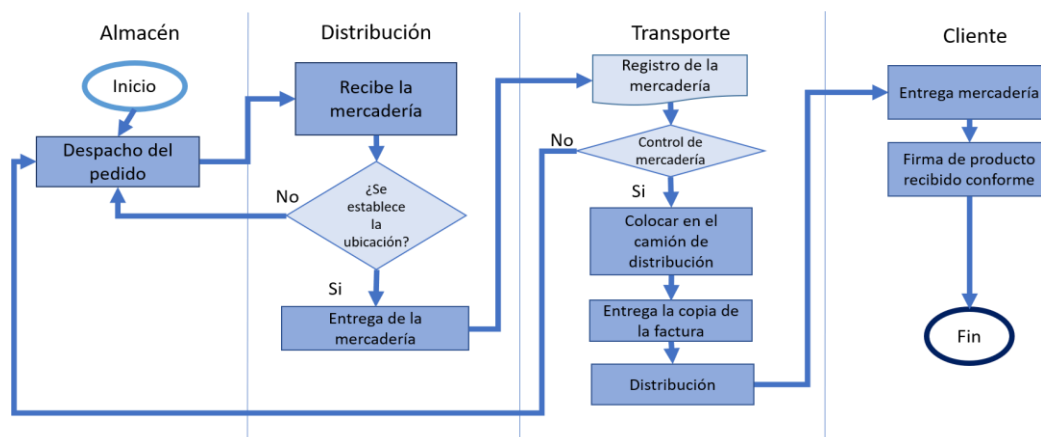 Almacén
Inicio
Despacho del
pedido
Distribución
Recibe la
mercadería
No
¿Se
establece
la
ubicación?
Si
Entrega de la
mercadería
Transporte
Registro de la
mercadería
No
Control de
mercadería
Si
Colocar en el
camión de
distribución
Entrega la copia de
la factura
Distribución
Cliente
Entrega mercadería
Firma de producto
recibido conforme
Fin